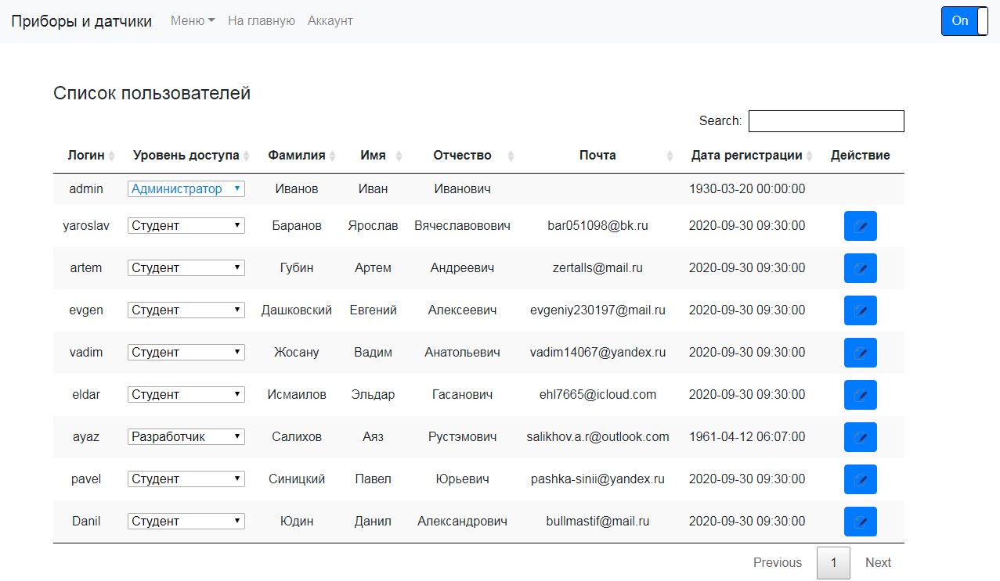 Приборы и датчики Меню На главную Аккаунт On
Список пользователей
Search:
Логин Уровень доступа Фамилия Имя Отчество Почта Дата регистрации Действие
admin Администратор Иванов Иван Иванович 1930-03-20 00:00:00
yaroslav Студент Баранов Ярослав Вячеславовович bar051098@bk.ru 2020-09-30 09:30:00
artem Студент Губин Артем Андреевич zertalls@mail.ru 2020-09-30 09:30:00
evgen Студент Дашковский Евгений Алексеевич evgeniy230197@mail.ru 2020-09-30 09:30:00
vadim Студент Жосану Вадим Анатольевич vadim14067@yandex.ru 2020-09-30 09:30:00
eldar Студент Исмаилов Эльдар Гасанович ehl7665@icloud.com 2020-09-30 09:30:00
ayaz Разработчик Салихов Аяз Рустэмович salikhov.a.r@outlook.com 1961-04-12 06:07:00
pavel Студент Синицкий Павел Юрьевич pashka-sinii@yandex.ru 2020-09-30 09:30:00
Danil Студент Юдин Данил Александрович bullmastif@mail.ru 2020-09-30 09:30:00
Previous 1 Next